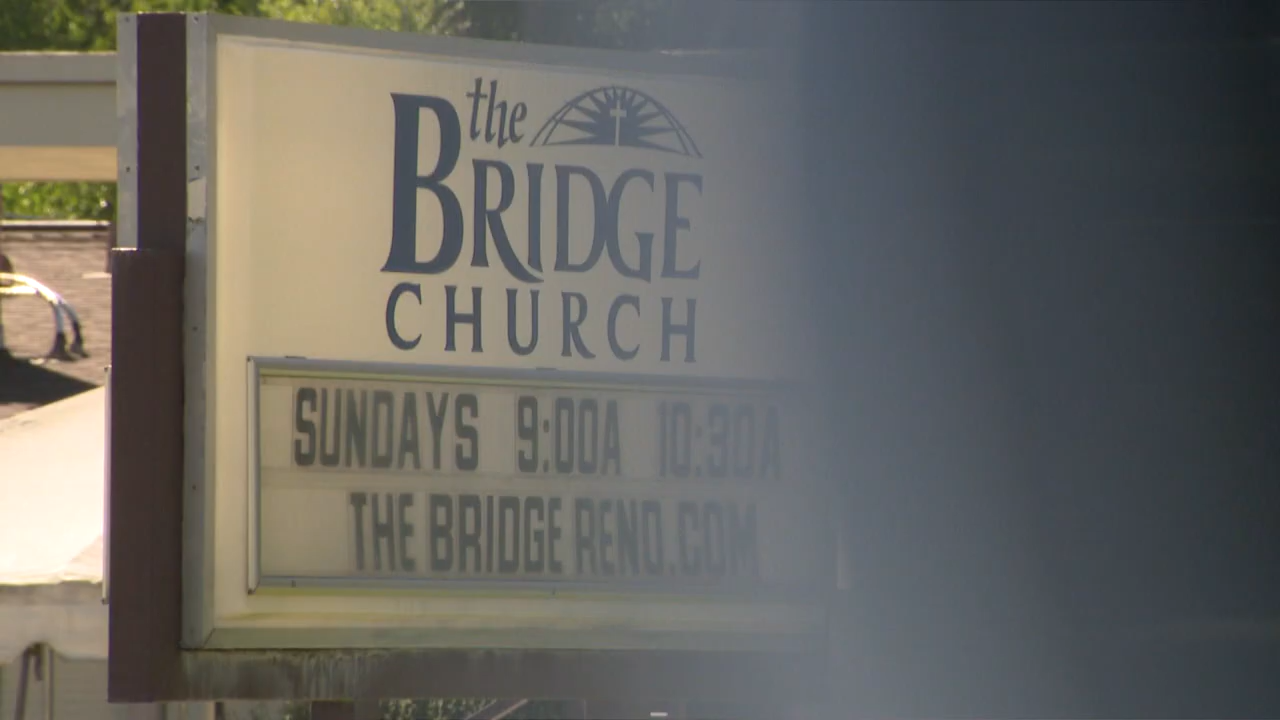 the
BRIDGE
CHURCH
SUNDAYS 9:00A 10:30A
THE BRIDGE RENO.COM